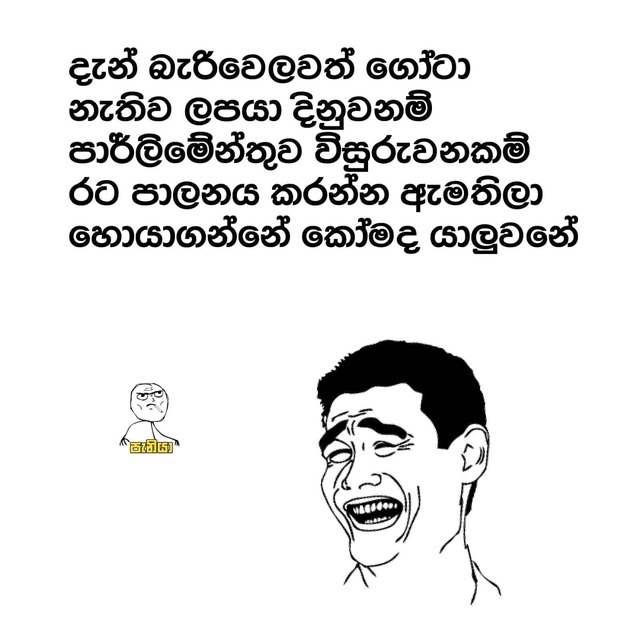 දැන් බැරිවෙලවත් ගෝටා
නැතිව ලපයා දිනුවනම්
පාර්ලිමේන්තුව විසුරුවනකම්
රට පාලනය කරන්න ඇමතිලා
හොයාගන්නේ කෝමද යාලුවනේ
පැනියා